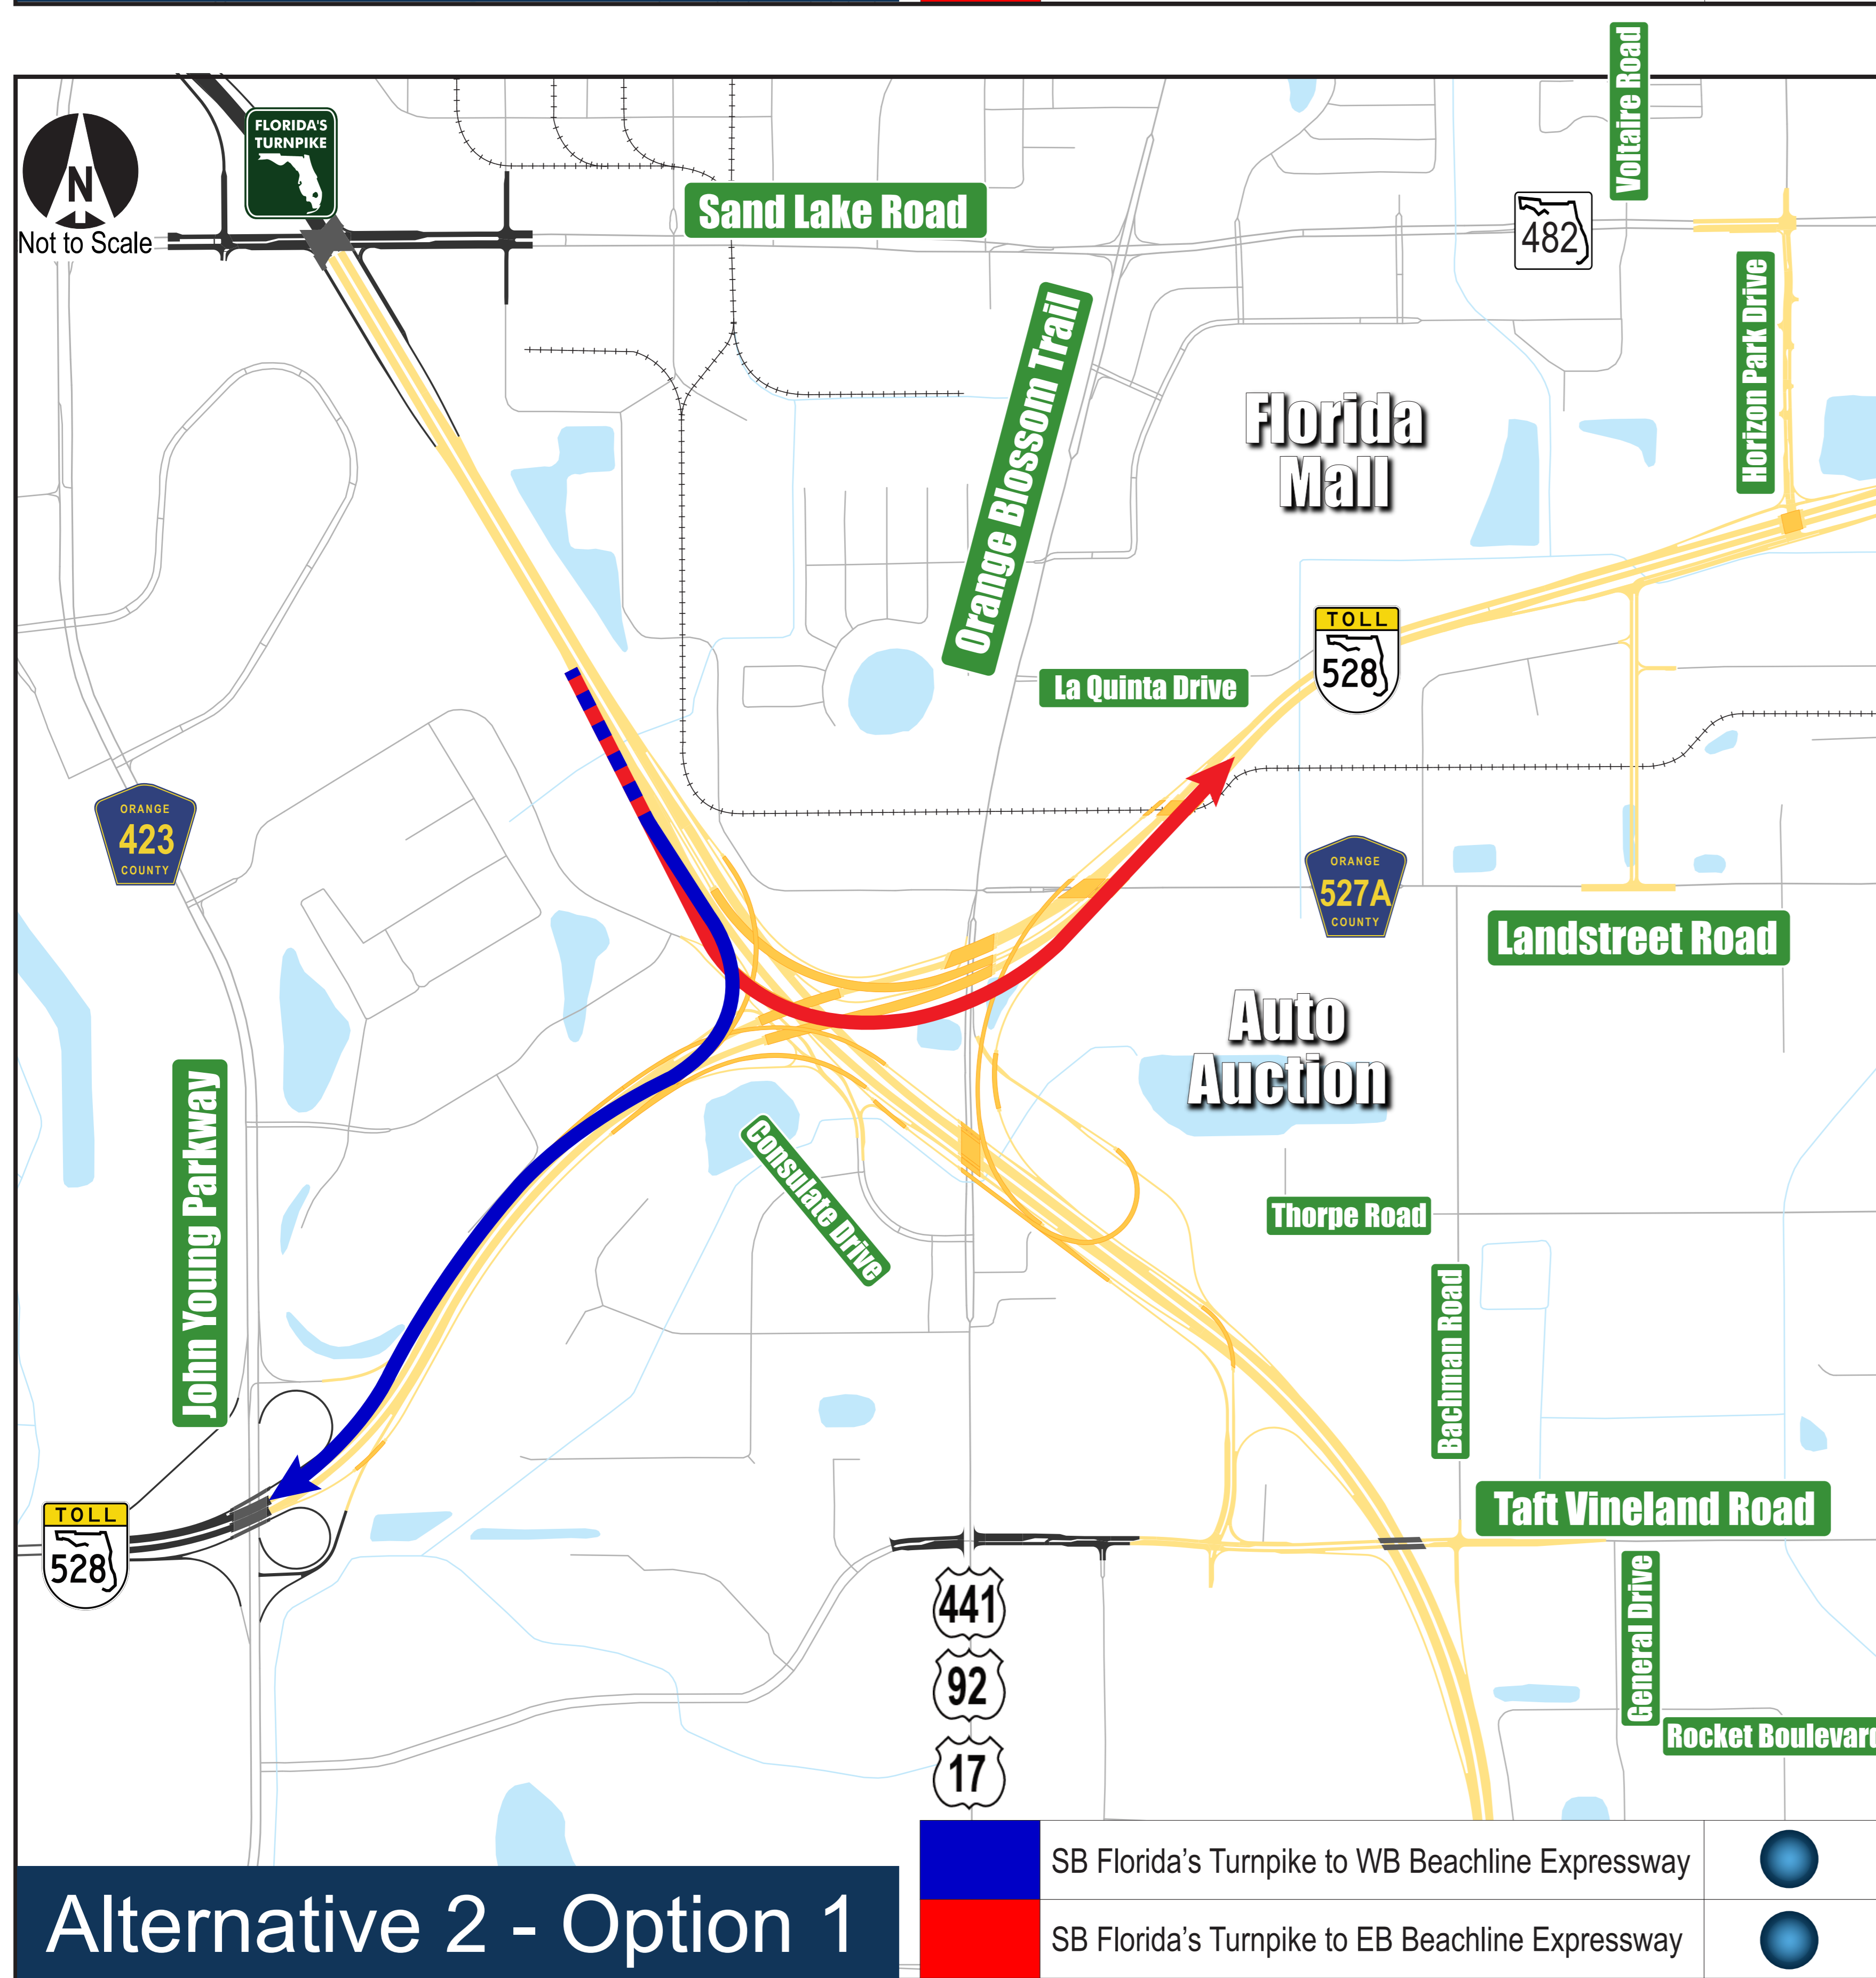 Voltaire Road
FLORIDA'S
TURNPIKE
N
Not to Scale
Sand Lake Road
482
Horizon Park Drive
Orange Blossom Trail
Florida
Mall
TOLL
528
La Quinta Drive
ORANGE
423
COUNTY
ORANGE
527A
COUNTY
Landstreet Road
Auto
Auction
John Young Parkway
Consulate Drive
Thorpe Road
Bachman Road
Taft Vineland Road
TOLL
528
441
92
17
General Drive
Rocket Boulevard
SB Florida's Turnpike to WB Beachline Expressway
Alternative 2 - Option 1
SB Florida's Turnpike to EB Beachline Expressway